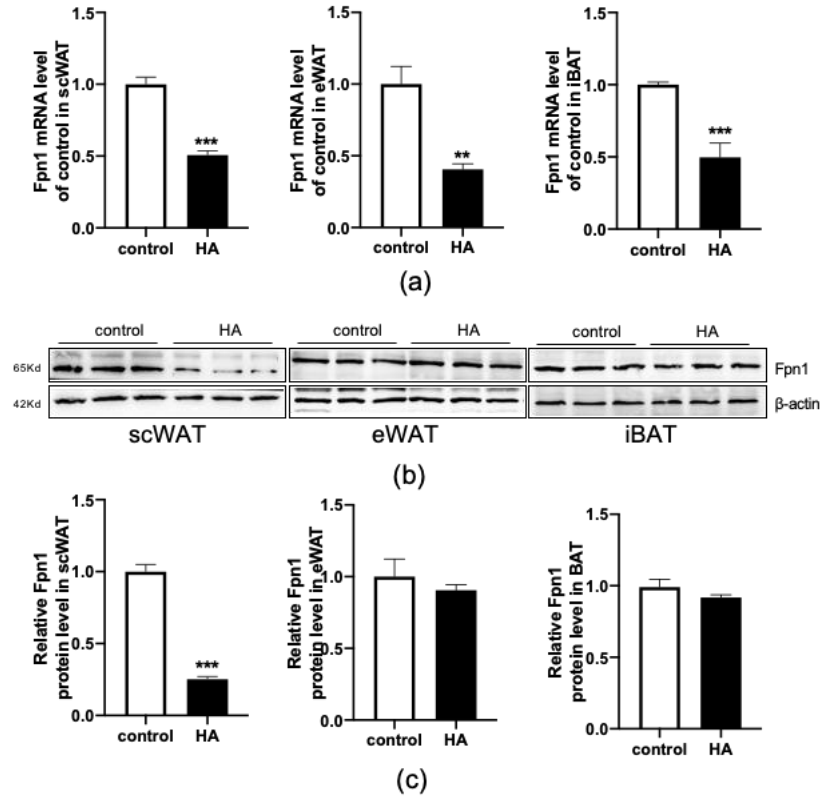 Fpn1 mRNA level
of control in scWAT
1.5
1.0
0.5
0.0
***
control HA
Fpn1 mRNA level
of control in eWAT
1.5
1.0
0.5
0.0
**
control HA
Fpn1 mRNA level
of control in iBAT
1.5
1.0
0.5
0.0
***
control HA
(a)
control HA control HA control HA
65Kd Fpn1
42Kd β-actin
scWAT eWAT iBAT
(b)
Relative Fpn1
protein level in scWAT
1.5
1.0
0.5
0.0
***
control HA
Relative Fpn1
protein level in eWAT
1.5
1.0
0.5
0.0
control HA
Relative Fpn1
protein level in BAT
1.5
1.0
0.5
0.0
control HA
(c)